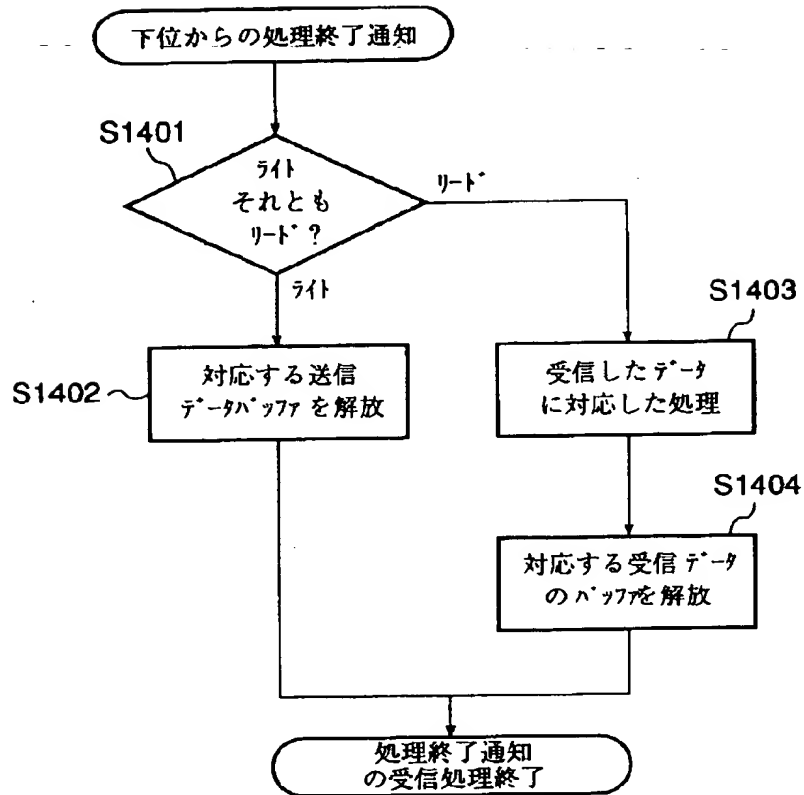 下位からの処理終了通知
S1401
ライト
それとも
リード?
リード
ライト
S1403
S1402
対応する送信
データバッファを解放
受信したデータ
に対応した処理
S1404
対応する受信データ
のバッファを解放
処理終了通知
の受信処理終了